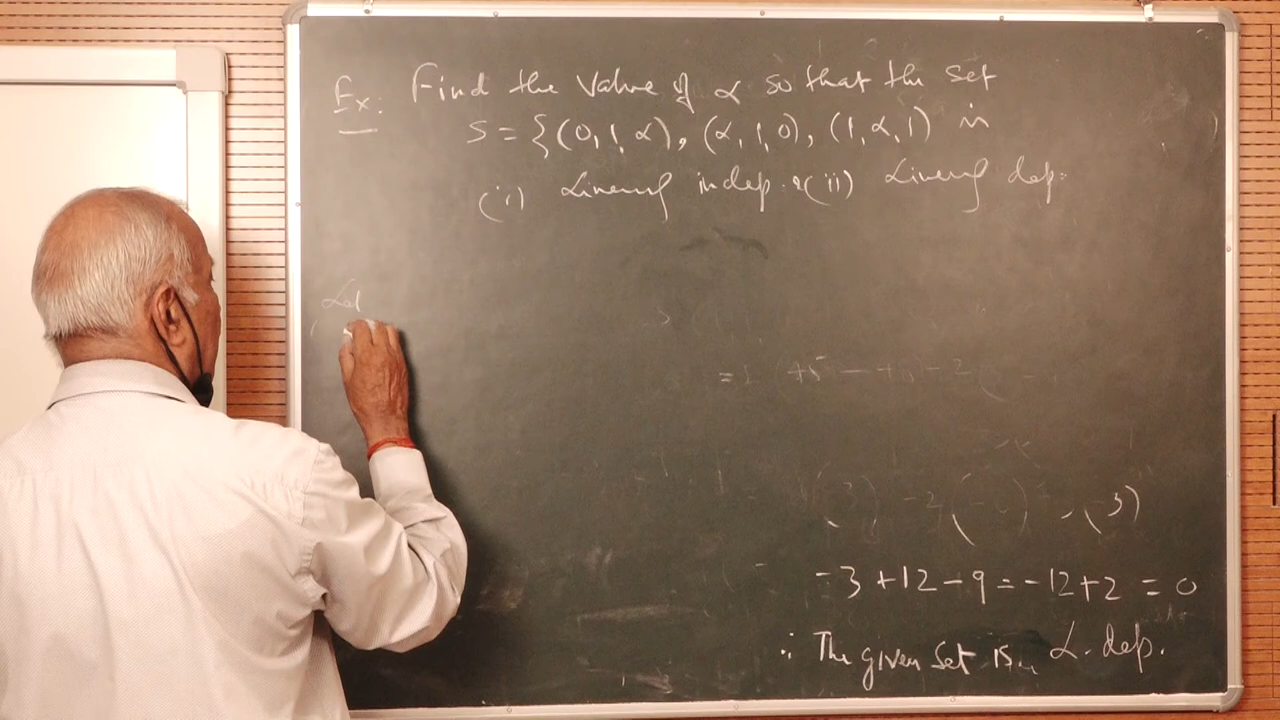 Ex: Find the value of α so that the set
S = {(0, 1, α), (α, 1, 0), (1, α, 1) is
(i) Linearly indep. & (ii) Linearly dep.
Let
= 3 + 12 - 9 = - 12 + 2 = 0
∴ The given set is L. dep.